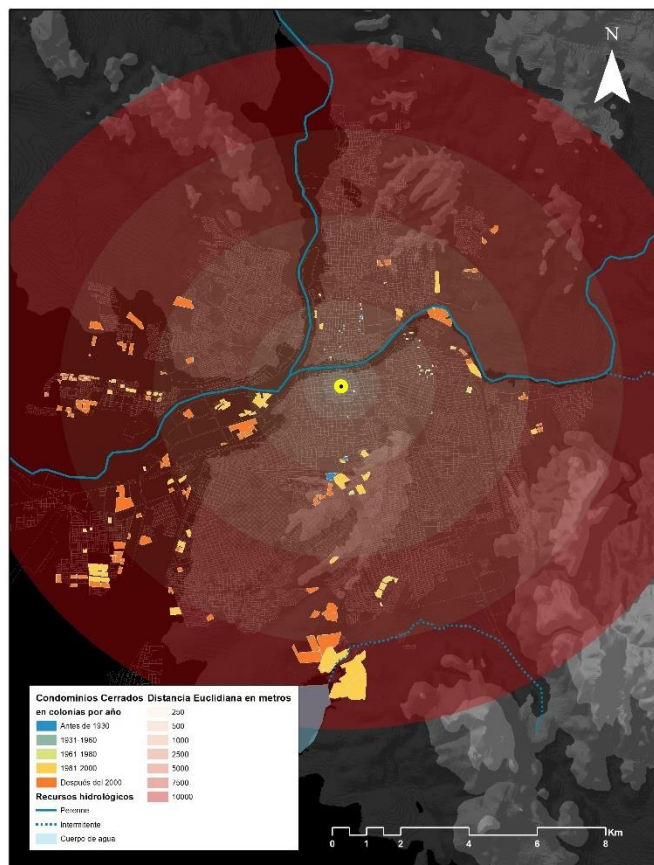 N
Condominios Cerrados
en colonias por año
Antes de 1930
1931-1960
1961-1980
1981-2000
Después del 2000
Recursos hidrológicos
Perenne
Intermitente
Cuerpo de agua
Distancia Euclidiana en metros
250
500
1000
2500
5000
7500
10000
Km
0 1 2 4 6 8